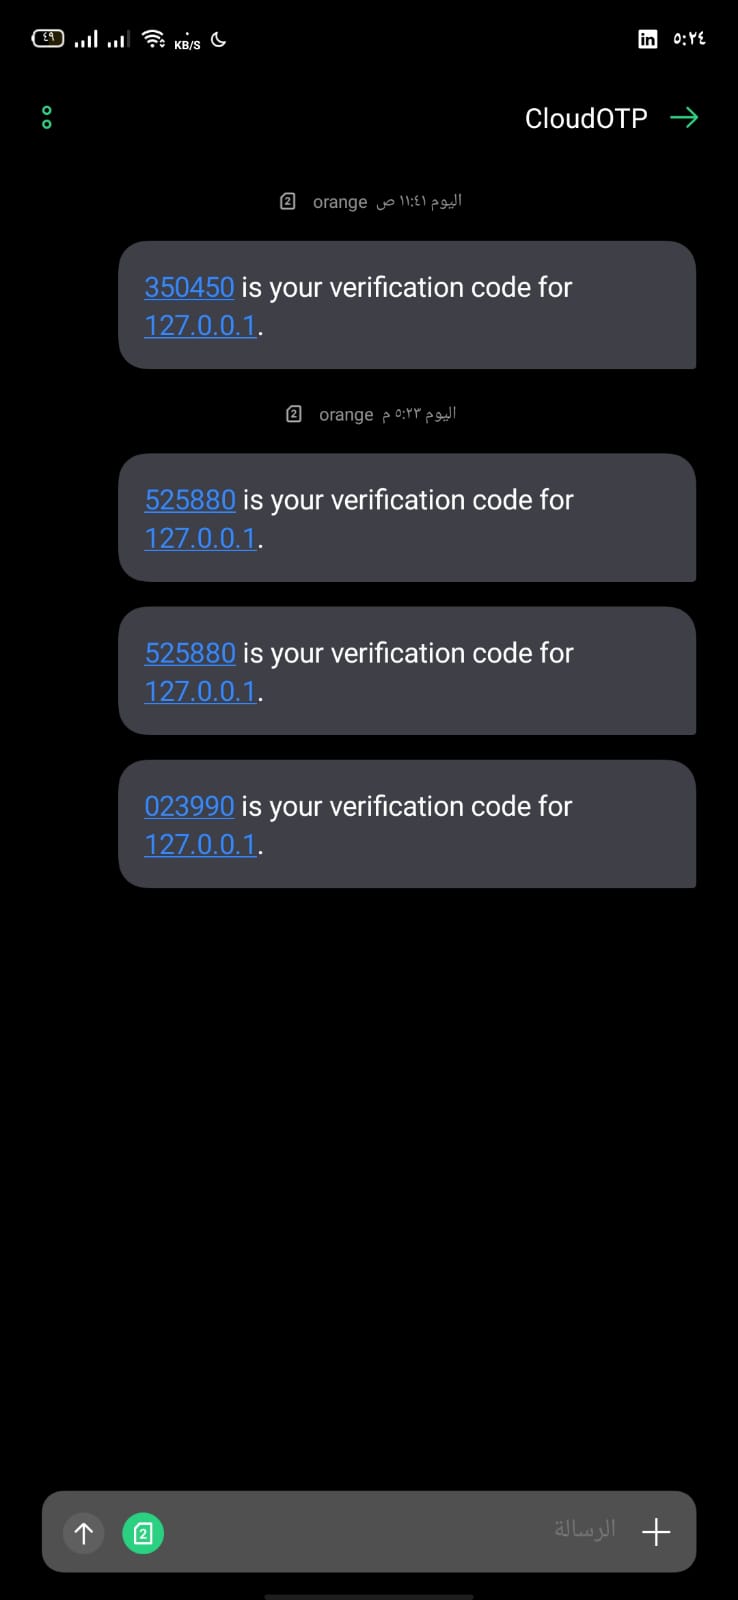 ٤٩ KB/S in ٥:٢٤
CloudOTP
orange اليوم ١١:٤١ ص
350450 is your verification code for
127.0.0.1.
orange اليوم ٥:٢٣ م
525880 is your verification code for
127.0.0.1.
525880 is your verification code for
127.0.0.1.
023990 is your verification code for
127.0.0.1.
2 الرسالة